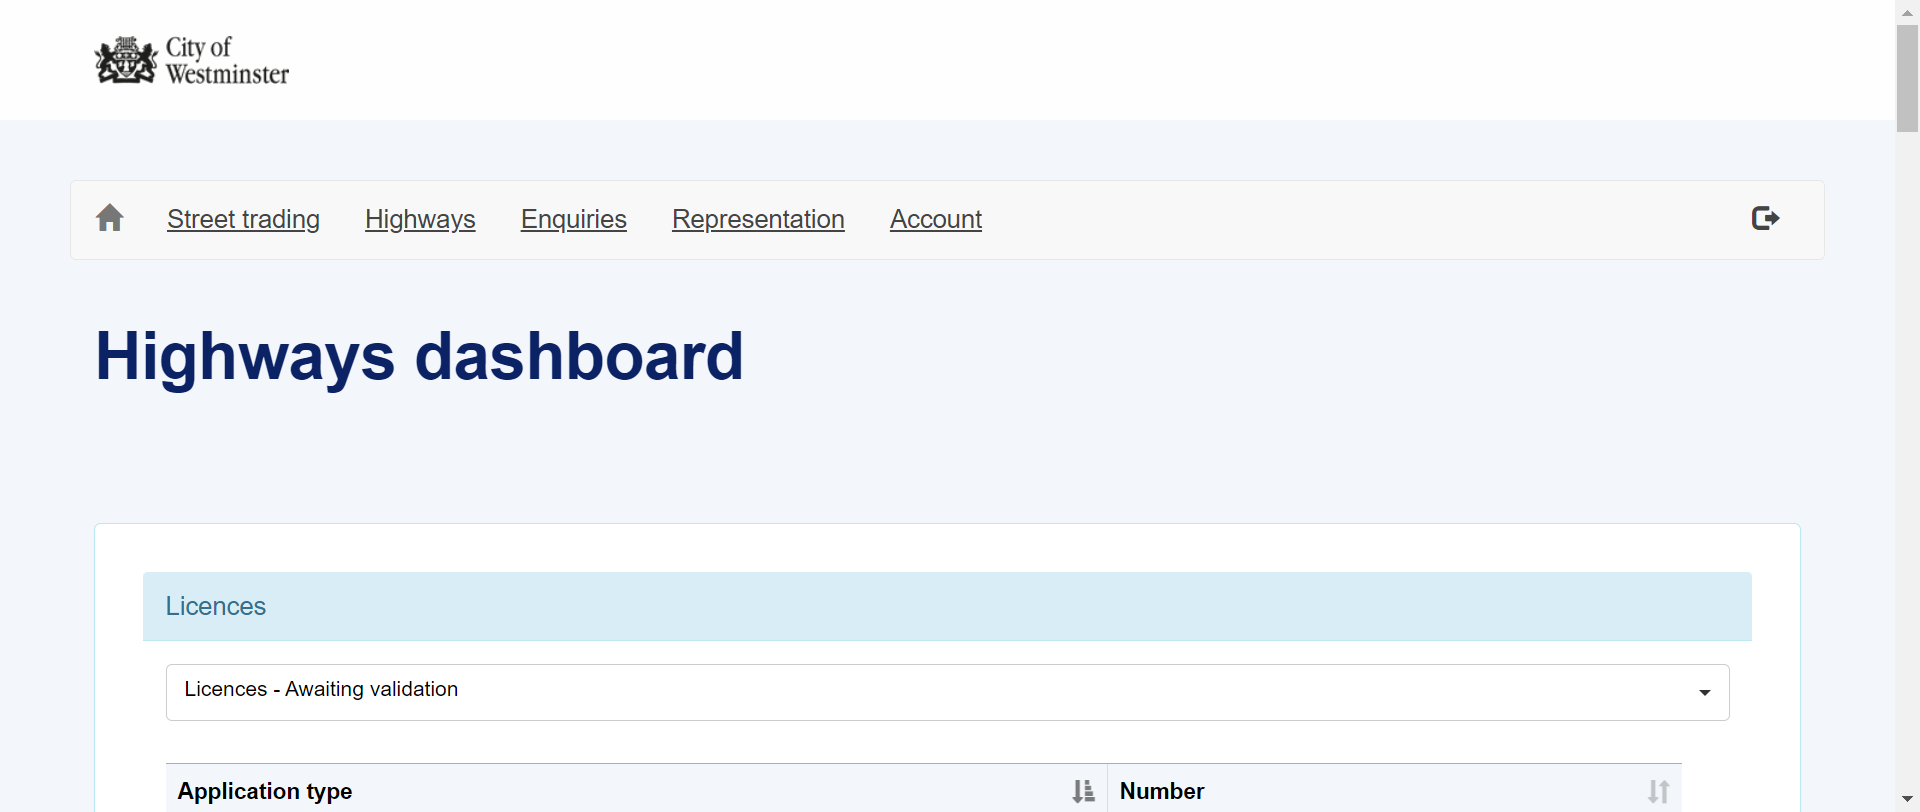 City of
Westminster
Street trading Highways Enquiries Representation Account
Highways dashboard
Licences
Licences - Awaiting validation
Application type Number